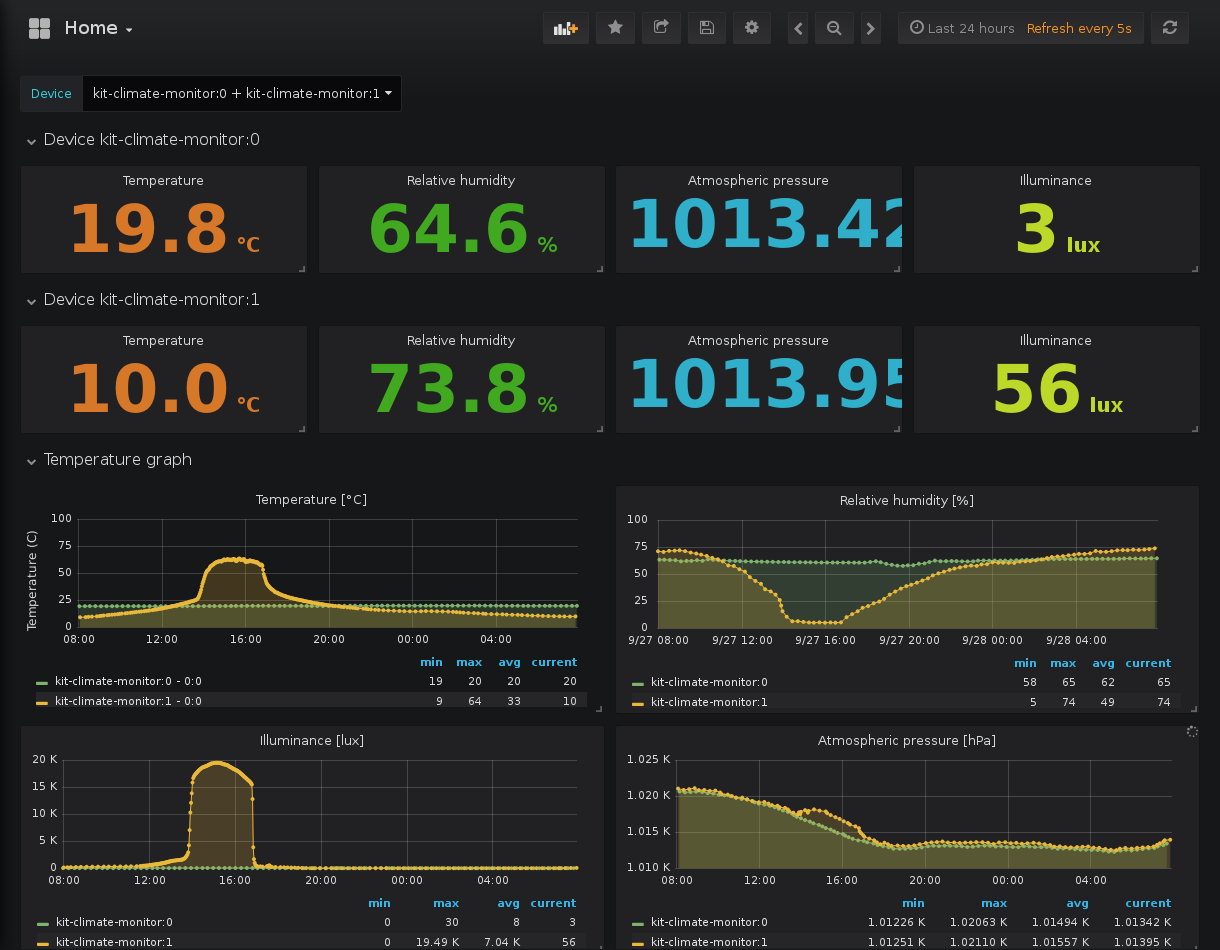 Home
Last 24 hours Refresh every 5s
Device kit-climate-monitor:0 + kit-climate-monitor:1
Device kit-climate-monitor:0
Temperature Relative humidity Atmospheric pressure Illuminance
19.8 °C 64.6 % 1013.42 3 lux
Device kit-climate-monitor:1
Temperature Relative humidity Atmospheric pressure Illuminance
10.0 °C 73.8 % 1013.95 56 lux
Temperature graph
Temperature [°C]
Temperature (C)
100
75
50
25
0
08:00 12:00 16:00 20:00 00:00 04:00
min max avg current
kit-climate-monitor:0 - 0:0 19 20 20 20
kit-climate-monitor:1 - 0:0 9 64 33 10
Relative humidity [%]
100
75
50
25
0
9/27 08:00 9/27 12:00 9/27 16:00 9/27 20:00 9/28 00:00 9/28 04:00
min max avg current
kit-climate-monitor:0 58 65 62 65
kit-climate-monitor:1 5 74 49 74
Illuminance [lux]
20 K
15 K
10 K
5 K
0
08:00 12:00 16:00 20:00 00:00 04:00
min max avg current
kit-climate-monitor:0 0 30 8 3
kit-climate-monitor:1 0 19.49 K 7.04 K 56
Atmospheric pressure [hPa]
1.025 K
1.020 K
1.015 K
1.010 K
08:00 12:00 16:00 20:00 00:00 04:00
min max avg current
kit-climate-monitor:0 1.01226 K 1.02063 K 1.01494 K 1.01342 K
kit-climate-monitor:1 1.01251 K 1.02110 K 1.01557 K 1.01395 K